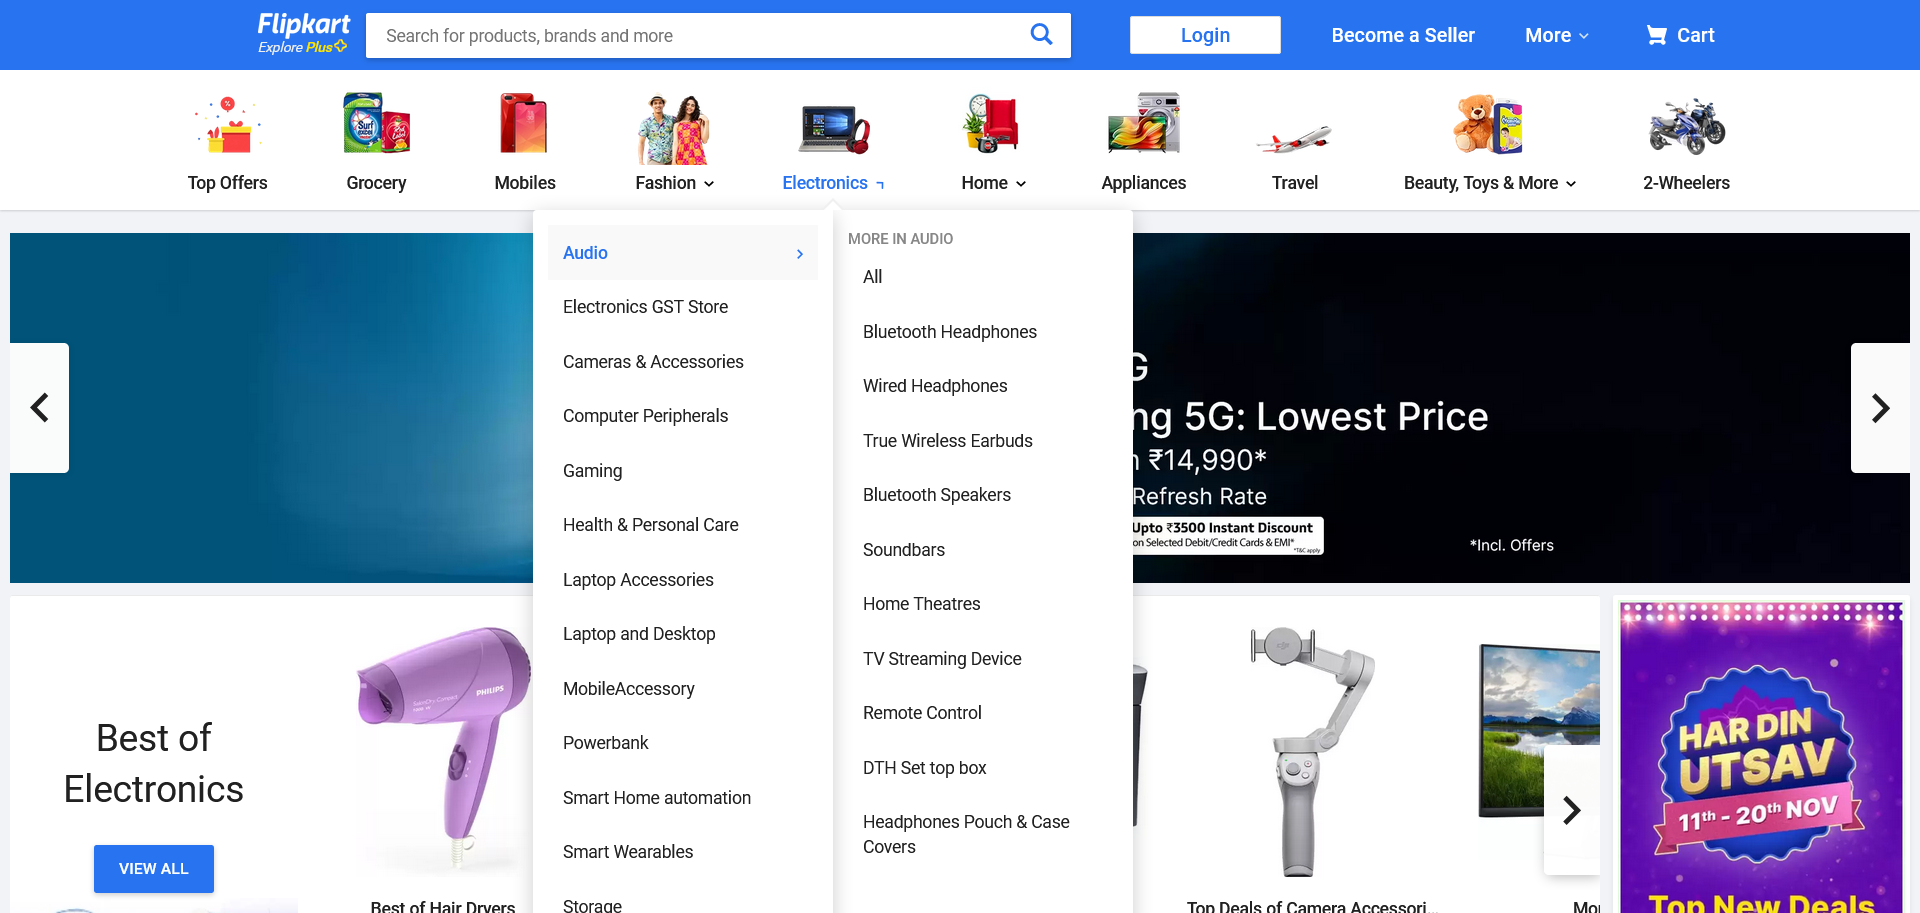 Flipkart
Explore Plus
Search for products, brands and more
Login
Become a Seller
More
Cart
Top Offers
Grocery
Mobiles
Fashion
Electronics
Home
Appliances
Travel
Beauty, Toys & More
2-Wheelers
Audio
Electronics GST Store
Cameras & Accessories
Computer Peripherals
Gaming
Health & Personal Care
Laptop Accessories
Laptop and Desktop
MobileAccessory
Powerbank
Smart Home automation
Smart Wearables
Storage
MORE IN AUDIO
All
Bluetooth Headphones
Wired Headphones
True Wireless Earbuds
Bluetooth Speakers
Soundbars
Home Theatres
TV Streaming Device
Remote Control
DTH Set top box
Headphones Pouch & Case
Covers
G
ng 5G: Lowest Price
₹14,990*
Refresh Rate
Upto ₹3500 Instant Discount
on Selected Debit/Credit Cards & EMI*
*T&C apply
*Incl. Offers
Best of
Electronics
VIEW ALL
PHILIPS
Best of Hair Dryers
Top Deals of Camera Accessori...
Mo
HAR DIN
UTSAV
11th - 20th NOV
Top New Deals
Surf
excel